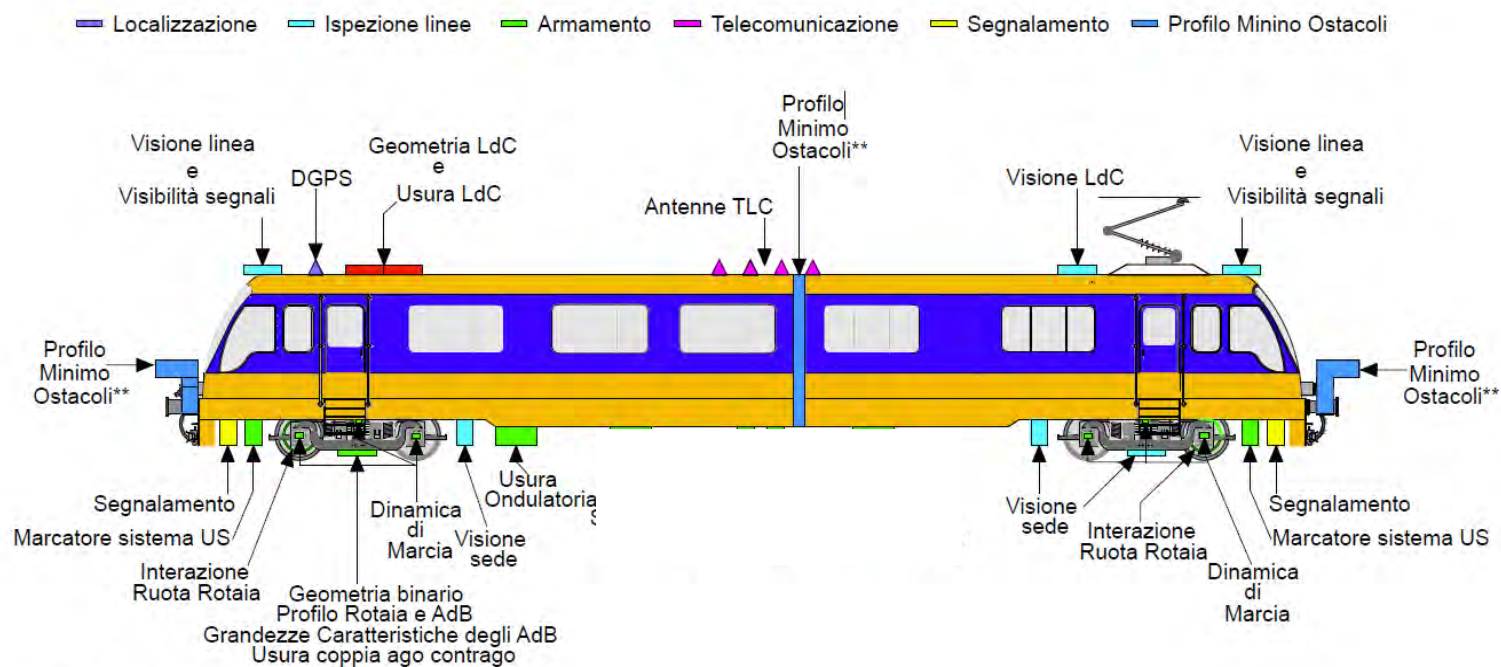 Localizzazione
Ispezione linee
Armamento
Telecomunicazione
Segnalamento
Profilo Minino Ostacoli
Visione linea
e
Visibilità segnali
DGPS
Geometria LdC
e
Usura LdC
Antenne TLC
Profilo
Minimo
Ostacoli**
Visione LdC
Visione linea
e
Visibilità segnali
Profilo
Minimo
Ostacoli**
Profilo
Minimo
Ostacoli**
Segnalamento
Marcatore sistema US
Interazione
Ruota Rotaia
Geometria binario
Profilo Rotaia e AdB
Grandezze Caratteristiche degli AdB
Usura coppia ago contrago
Dinamica
di
Marcia
Visione
sede
Usura
Ondulatoria
Visione
sede
Interazione
Ruota Rotaia
Dinamica
di
Marcia
Segnalamento
Marcatore sistema US